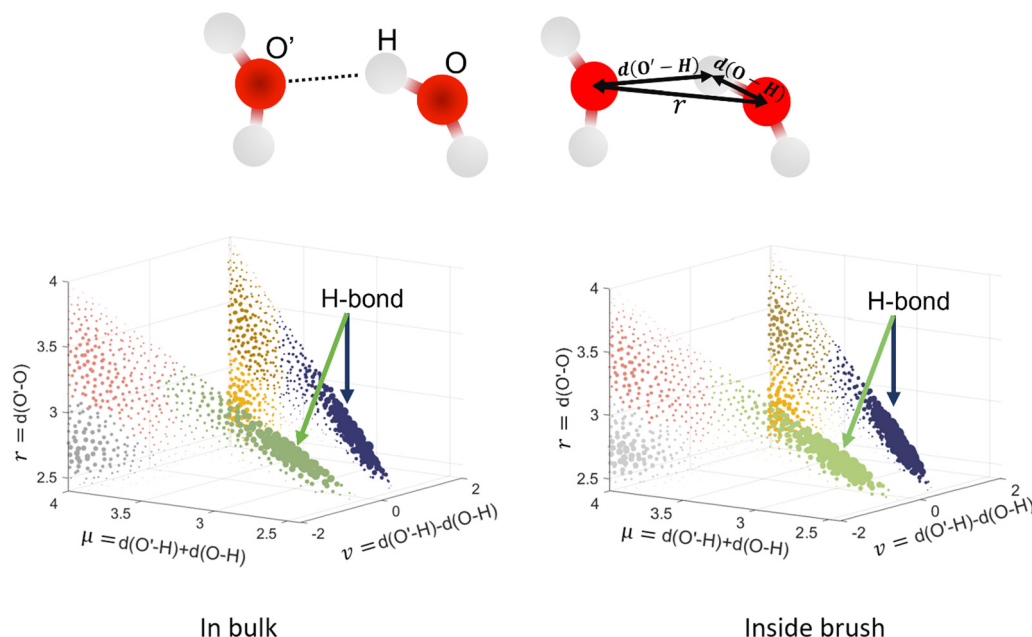 O'
H
O
d(O' − H)
d(O − H)
r
H-bond
4
3.5
3
2.5
r = d(O'-O)
4
3.5
3
2.5
μ = d(O'-H)+d(O-H)
-2
0
2
ν = d(O'-H)-d(O-H)
In bulk
H-bond
4
3.5
3
2.5
r = d(O'-O)
4
3.5
3
2.5
μ = d(O'-H)+d(O-H)
-2
0
2
ν = d(O'-H)-d(O-H)
Inside brush